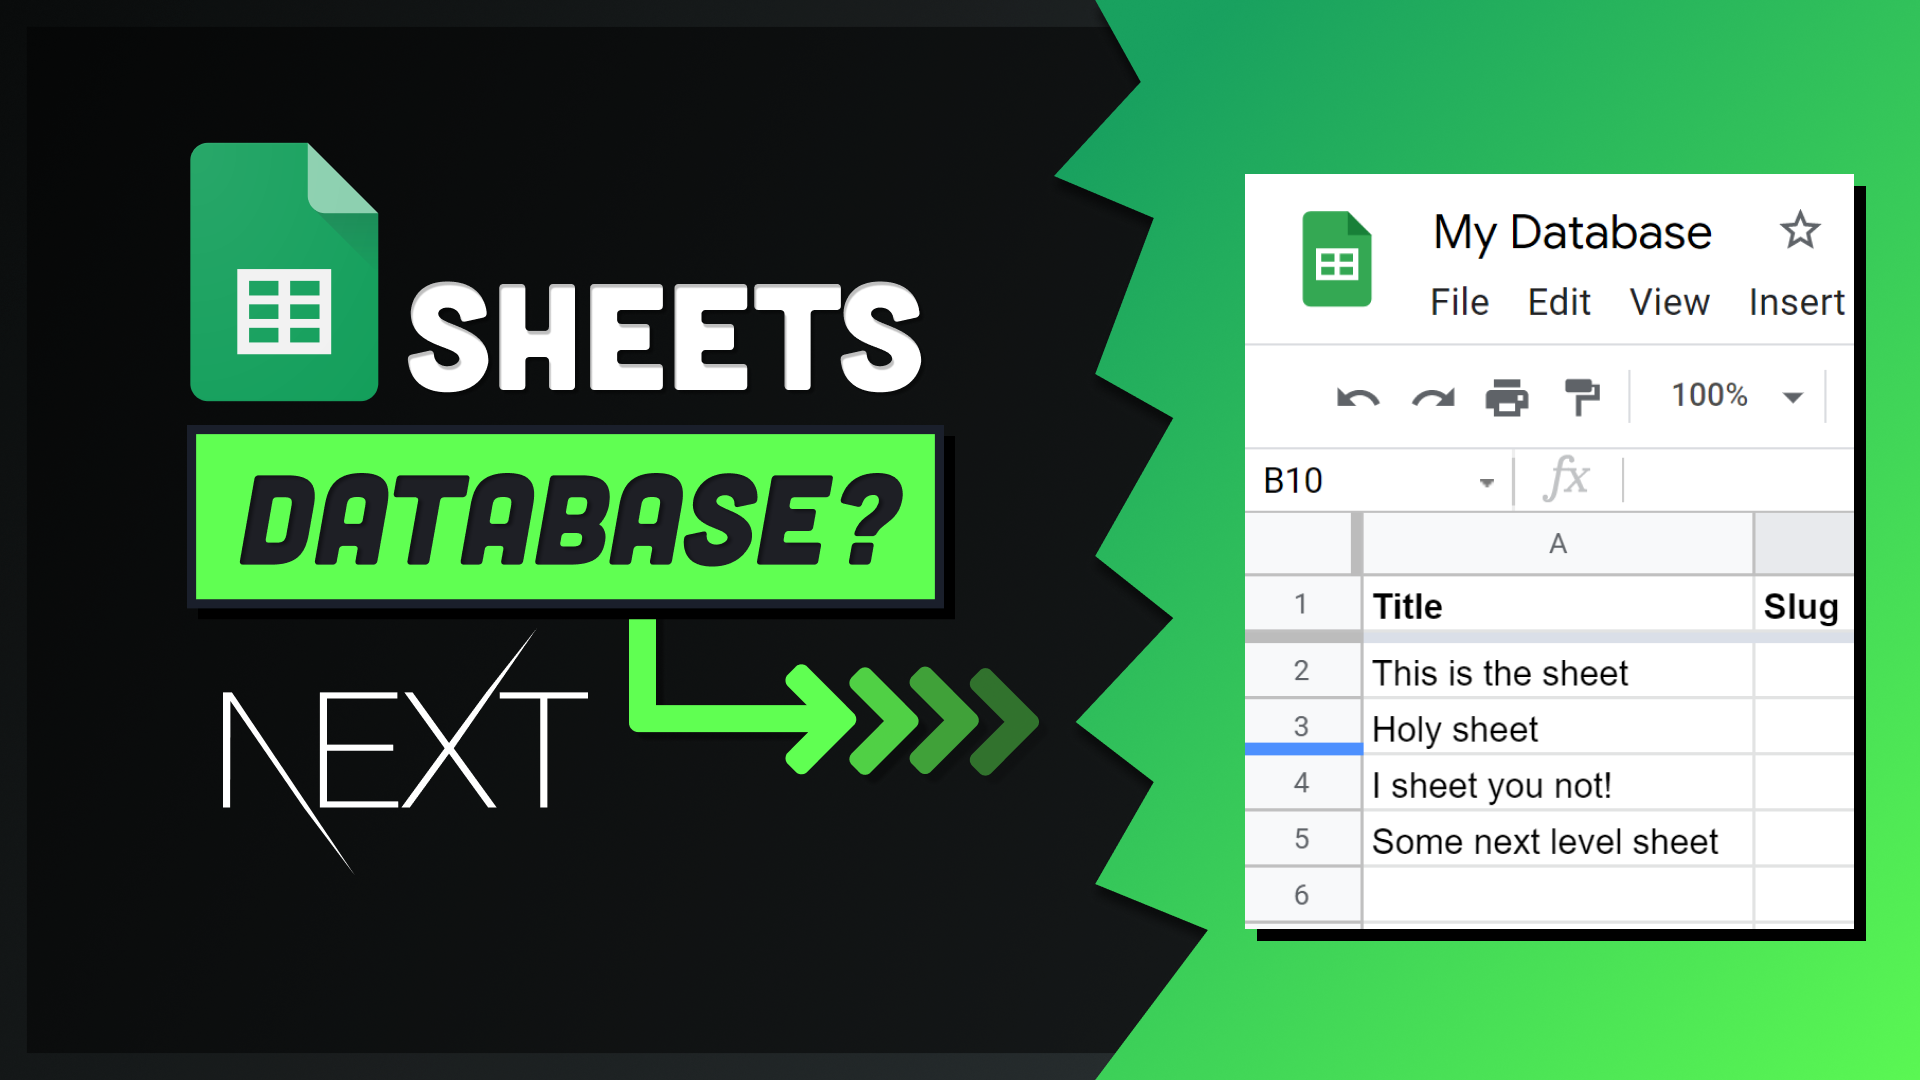 SHEETS
DATABASE?
NEXT
My Database
File Edit View Insert
100%
B10 fx
A
1 Title Slug
2 This is the sheet
3 Holy sheet
4 I sheet you not!
5 Some next level sheet
6